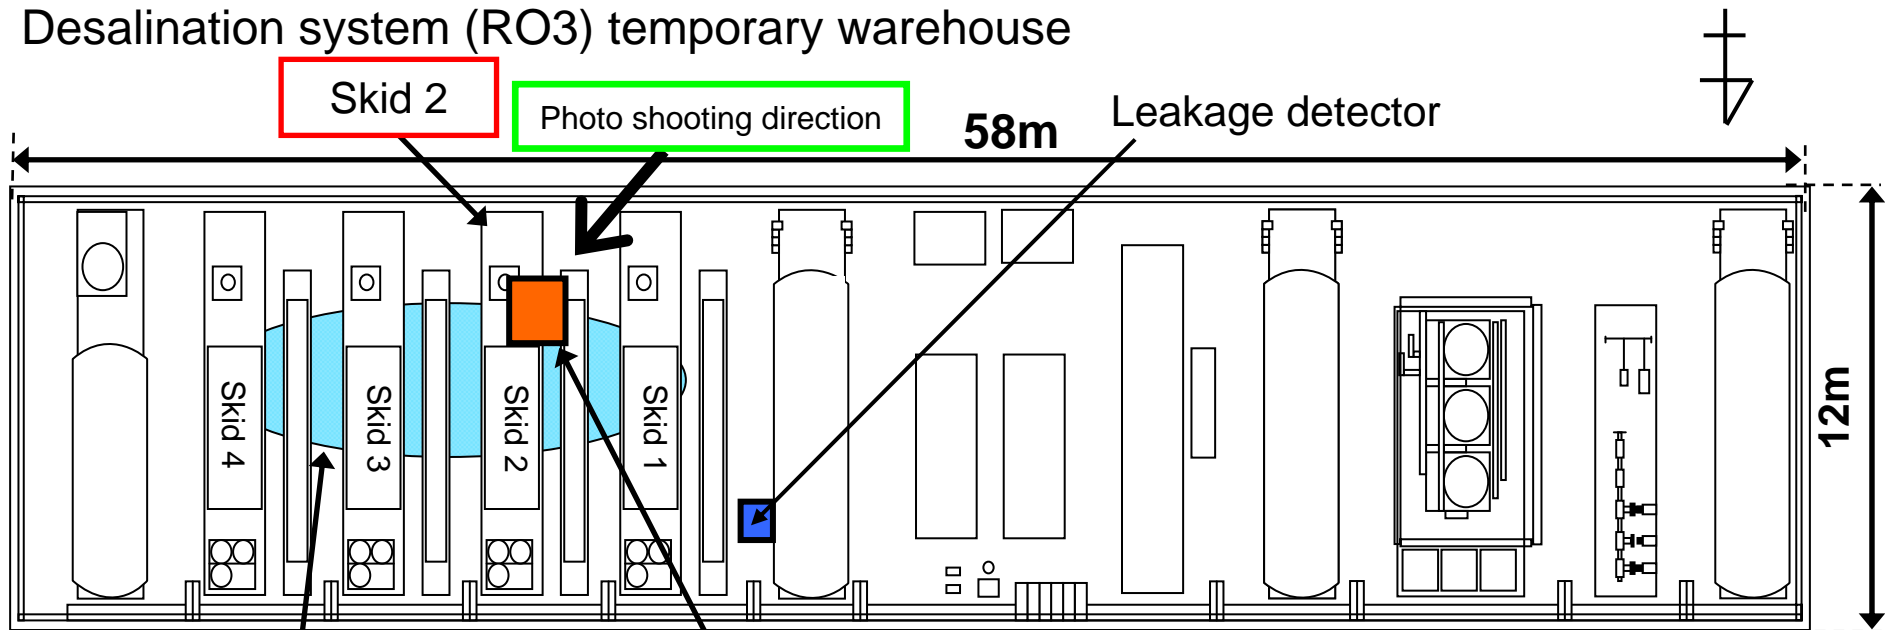 Desalination system (RO3) temporary warehouse
Skid 2
Photo shooting direction
58m
Leakage detector
Skid 4
Skid 3
Skid 2
Skid 1
12m